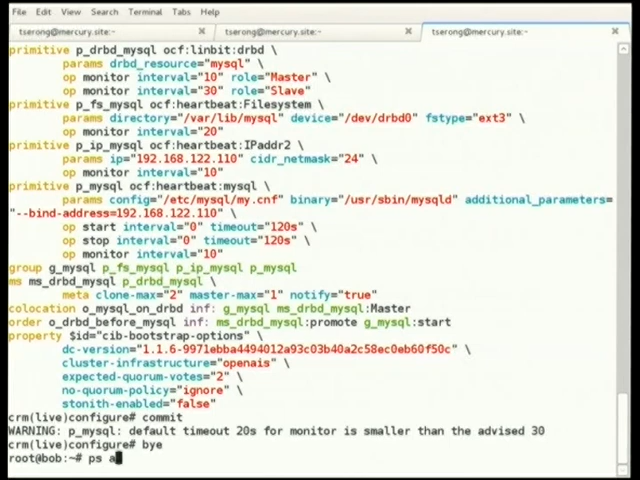 File Edit View Search Terminal Tabs Help
tserong@mercury.site:~ tserong@mercury.site:~ tserong@mercury.site:~
primitive p_drbd_mysql ocf:linbit:drbd \
params drbd_resource="mysql" \
op monitor interval="10" role="Master" \
op monitor interval="30" role="Slave"
primitive p_fs_mysql ocf:heartbeat:Filesystem \
params directory="/var/lib/mysql" device="/dev/drbd0" fstype="ext3" \
op monitor interval="20"
primitive p_ip_mysql ocf:heartbeat:IPaddr2 \
params ip="192.168.122.110" cidr_netmask="24" \
op monitor interval="10"
primitive p_mysql ocf:heartbeat:mysql \
params config="/etc/mysql/my.cnf" binary="/usr/sbin/mysqld" additional_parameters=
"--bind-address=192.168.122.110" \
op start interval="0" timeout="120s" \
op stop interval="0" timeout="120s" \
op monitor interval="10"
group g_mysql p_fs_mysql p_ip_mysql p_mysql
ms ms_drbd_mysql p_drbd_mysql \
meta clone-max="2" master-max="1" notify="true"
colocation o_mysql_on_drbd inf: g_mysql ms_drbd_mysql:Master
order o_drbd_before_mysql inf: ms_drbd_mysql:promote g_mysql:start
property $id="cib-bootstrap-options" \
dc-version="1.1.6-9971ebba4494012a93c03b40a2c58ec0eb60f50c" \
cluster-infrastructure="openais" \
expected-quorum-votes="2" \
no-quorum-policy="ignore" \
stonith-enabled="false"
crm(live)configure# commit
WARNING: p_mysql: default timeout 20s for monitor is smaller than the advised 30
crm(live)configure# bye
root@bob:~# ps a